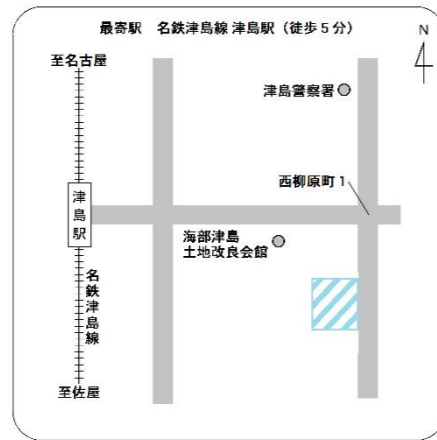 最寄駅 名鉄津島線 津島駅（徒歩５分）
N
至名古屋
津島警察署
西柳原町１
津島駅
海部津島
土地改良会館
名鉄津島線
至佐屋